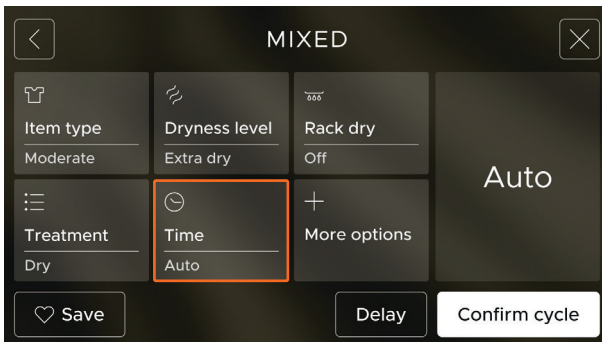 MIXED
Item type
Moderate
Dryness level
Extra dry
Rack dry
Off
Auto
Treatment
Dry
Time
Auto
More options
Save
Delay
Confirm cycle